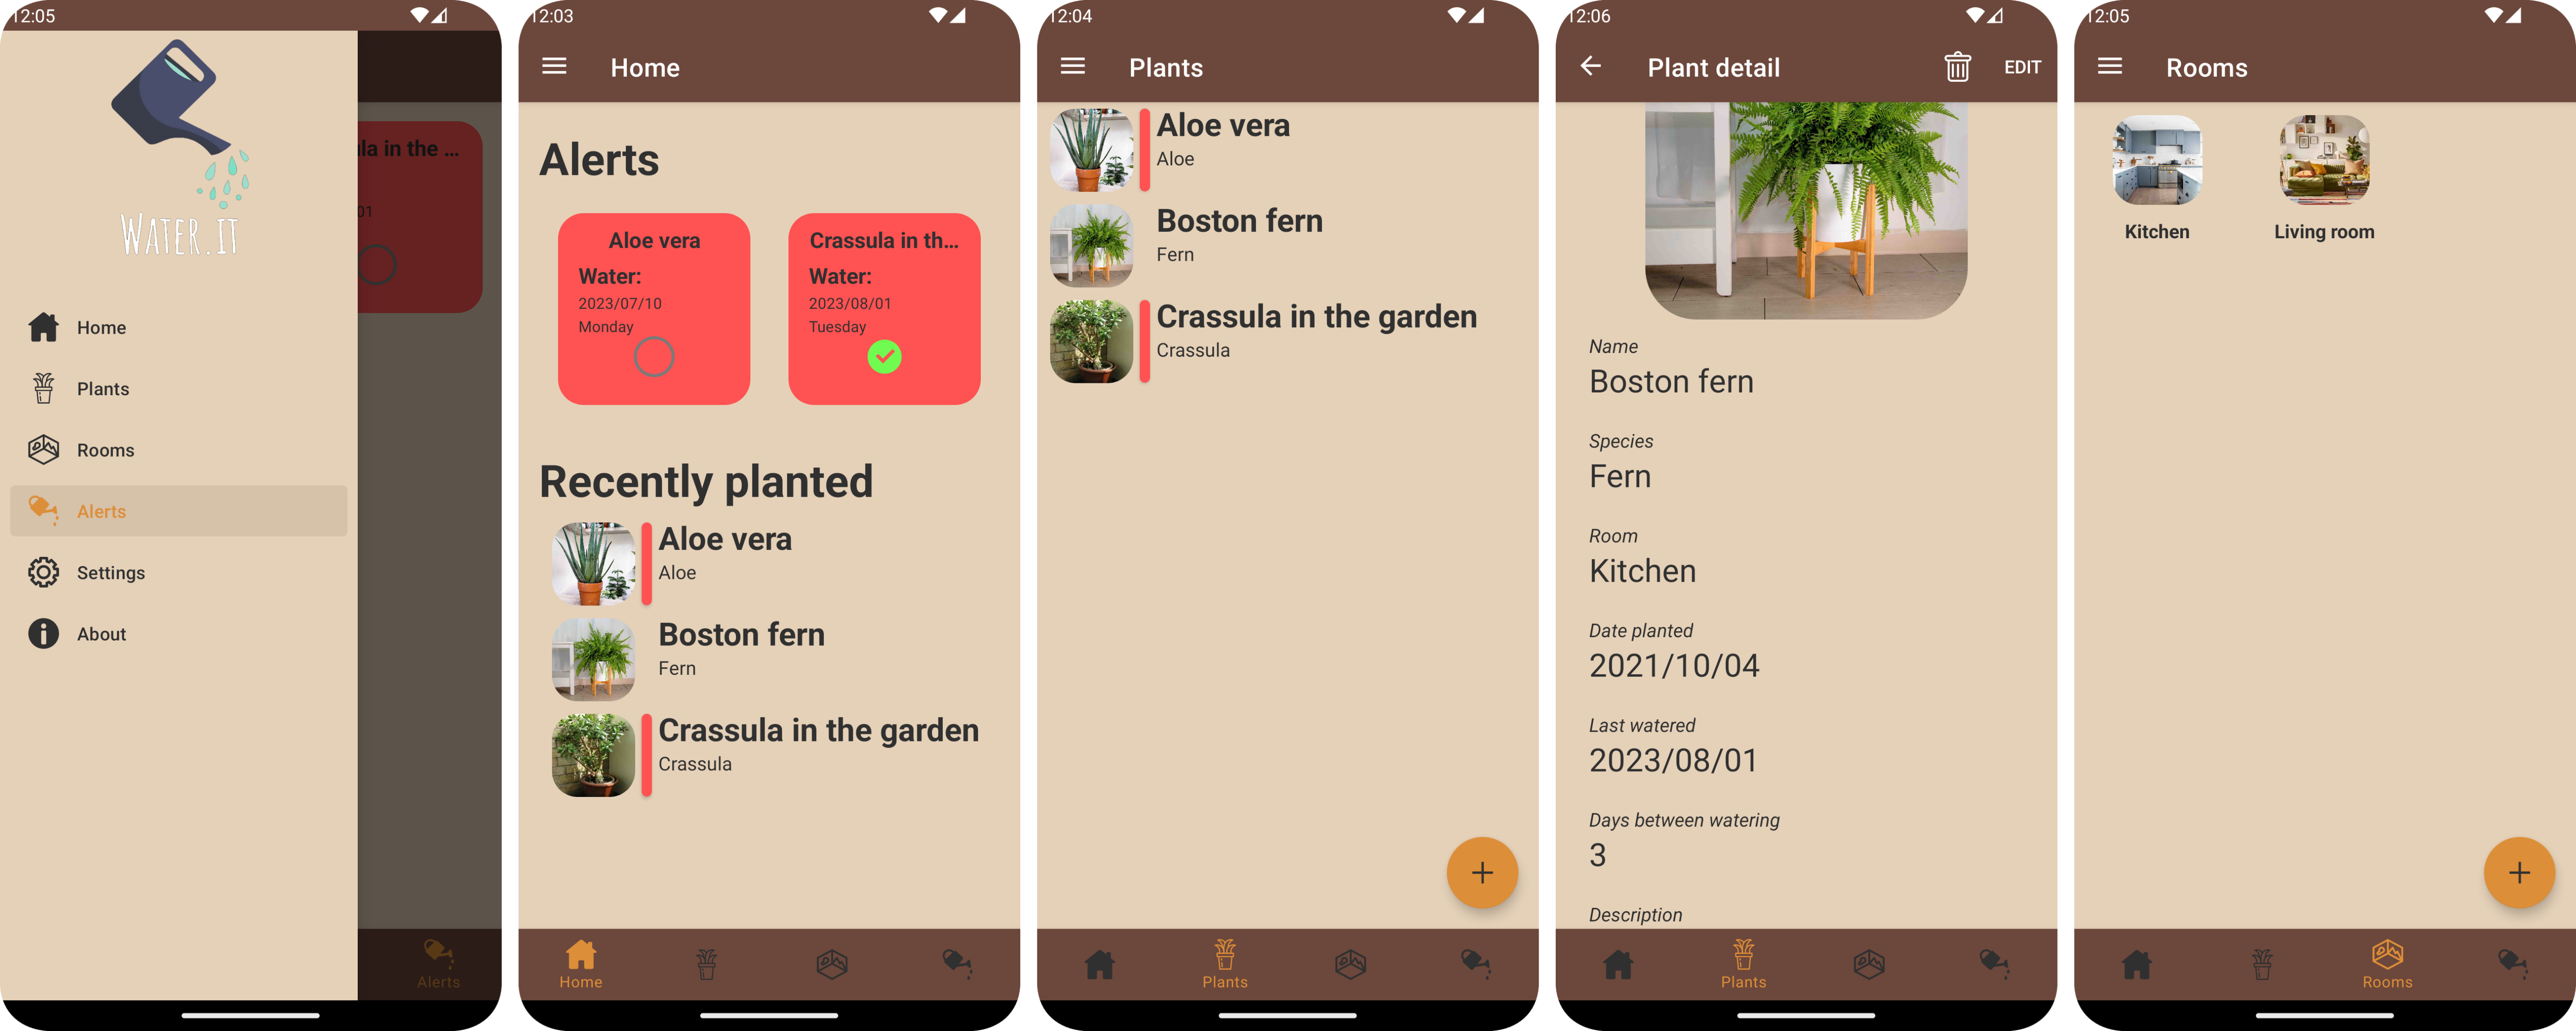 12:05
la in the ...
01
WATER.IT
Home
Plants
Rooms
Alerts
Settings
About
Alerts
12:03
Home
Alerts
Aloe vera
Water:
2023/07/10
Monday
Crassula in th...
Water:
2023/08/01
Tuesday
Recently planted
Aloe vera
Aloe
Boston fern
Fern
Crassula in the garden
Crassula
Home
12:04
Plants
Aloe vera
Aloe
Boston fern
Fern
Crassula in the garden
Crassula
Plants
12:06
Plant detail
EDIT
Name
Boston fern
Species
Fern
Room
Kitchen
Date planted
2021/10/04
Last watered
2023/08/01
Days between watering
3
Description
Plants
12:05
Rooms
Kitchen
Living room
Rooms